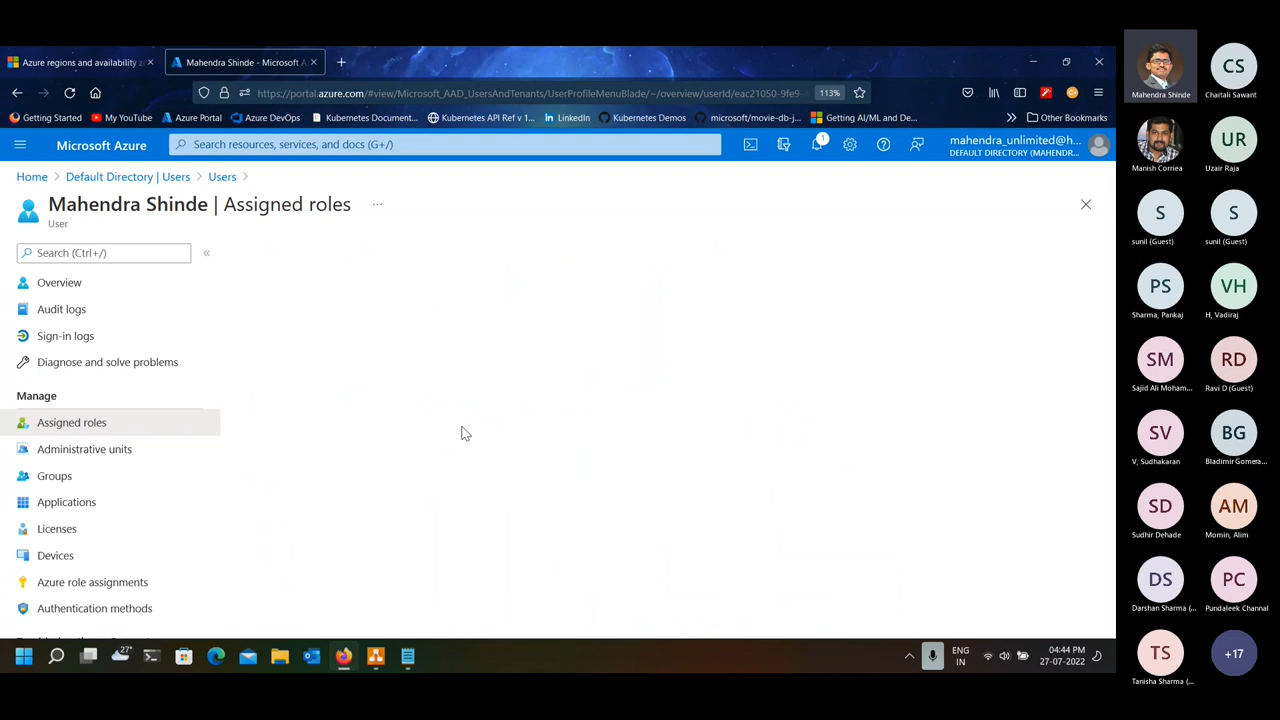 Azure regions and availability z
Mahendra Shinde - Microsoft A
https://portal.azure.com/#view/Microsoft_AAD_UsersAndTenants/UserProfileMenuBlade/~/overview/userId/eac21050-9fe9-
113%
Getting Started
My YouTube
Azure Portal
Azure DevOps
Kubernetes Document...
Kubernetes API Ref v 1...
LinkedIn
Kubernetes Demos
microsoft/movie-db-j...
Getting AI/ML and De...
Other Bookmarks
Microsoft Azure
Search resources, services, and docs (G+/)
1
mahendra_unlimited@h...
DEFAULT DIRECTORY (MAHENDR...
Home > Default Directory | Users > Users >
Mahendra Shinde | Assigned roles ...
User
Search (Ctrl+/)
«
Overview
Audit logs
Sign-in logs
Diagnose and solve problems
Manage
Assigned roles
Administrative units
Groups
Applications
Licenses
Devices
Azure role assignments
Authentication methods
27°
ENG
IN
04:44 PM
27-07-2022
Mahendra Shinde
CS
Chaitali Sawant
Manish Corriea
UR
Uzair Raja
S
sunil (Guest)
S
sunil (Guest)
PS
Sharma, Pankaj
VH
H, Vadiraj
SM
Sajid Ali Moham...
RD
Ravi D (Guest)
SV
V, Sudhakaran
BG
Bladimir Gomera...
SD
Sudhir Dehade
AM
Momin, Alim
DS
Darshan Sharma (...
PC
Pundaleek Channal
TS
Tanisha Sharma (...
+17